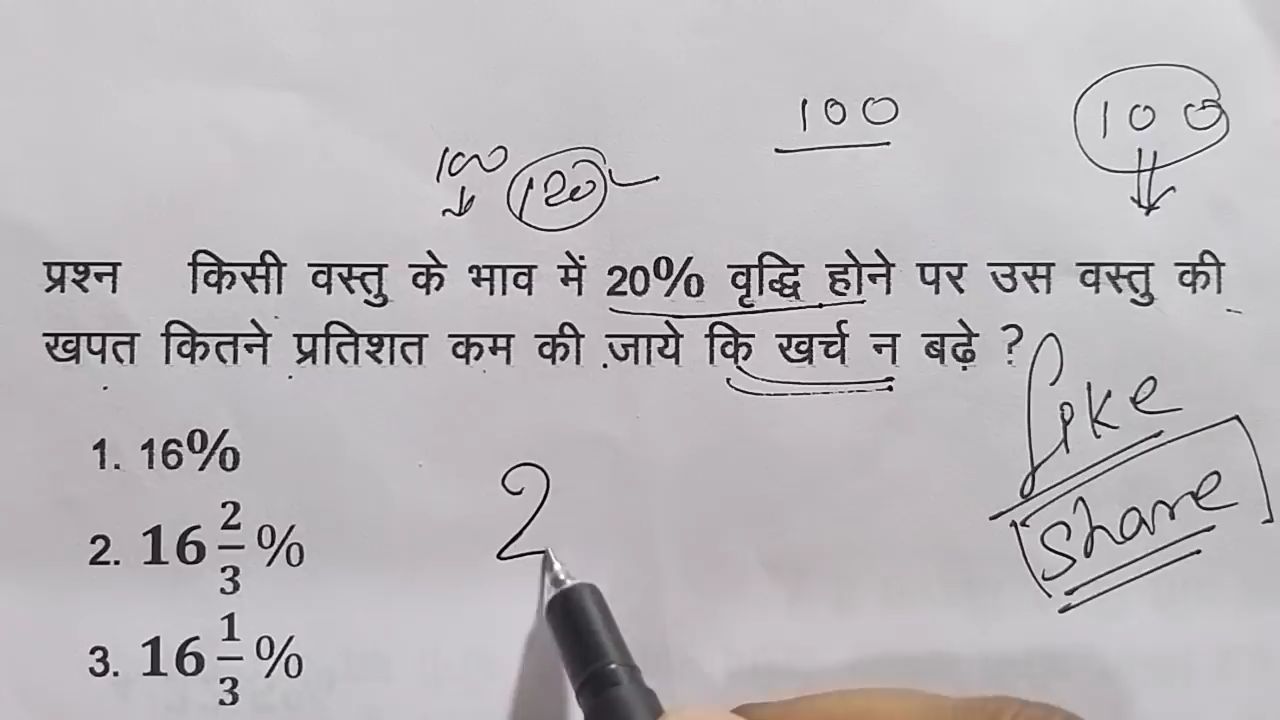 100
100
100 120
प्रश्न किसी वस्तु के भाव में 20% वृद्धि होने पर उस वस्तु की
खपत कितने प्रतिशत कम की जाये कि खर्च न बढ़े ?
Like
share
1. 16%
2
2. 16 2/3 %
3. 16 1/3 %